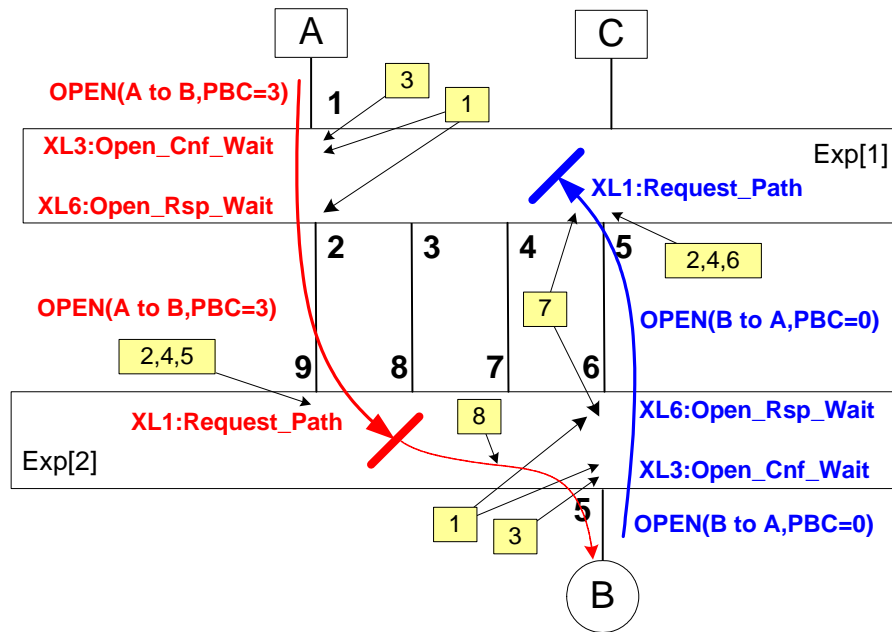 A
C
OPEN(A to B,PBC=3)
1
3
1
XL3:Open_Cnf_Wait
Exp[1]
XL1:Request_Path
XL6:Open_Rsp_Wait
2
3
4
5
2,4,6
7
OPEN(A to B,PBC=3)
OPEN(B to A,PBC=0)
2,4,5
9
8
7
6
XL1:Request_Path
8
XL6:Open_Rsp_Wait
Exp[2]
XL3:Open_Cnf_Wait
1
3
5
OPEN(B to A,PBC=0)
B